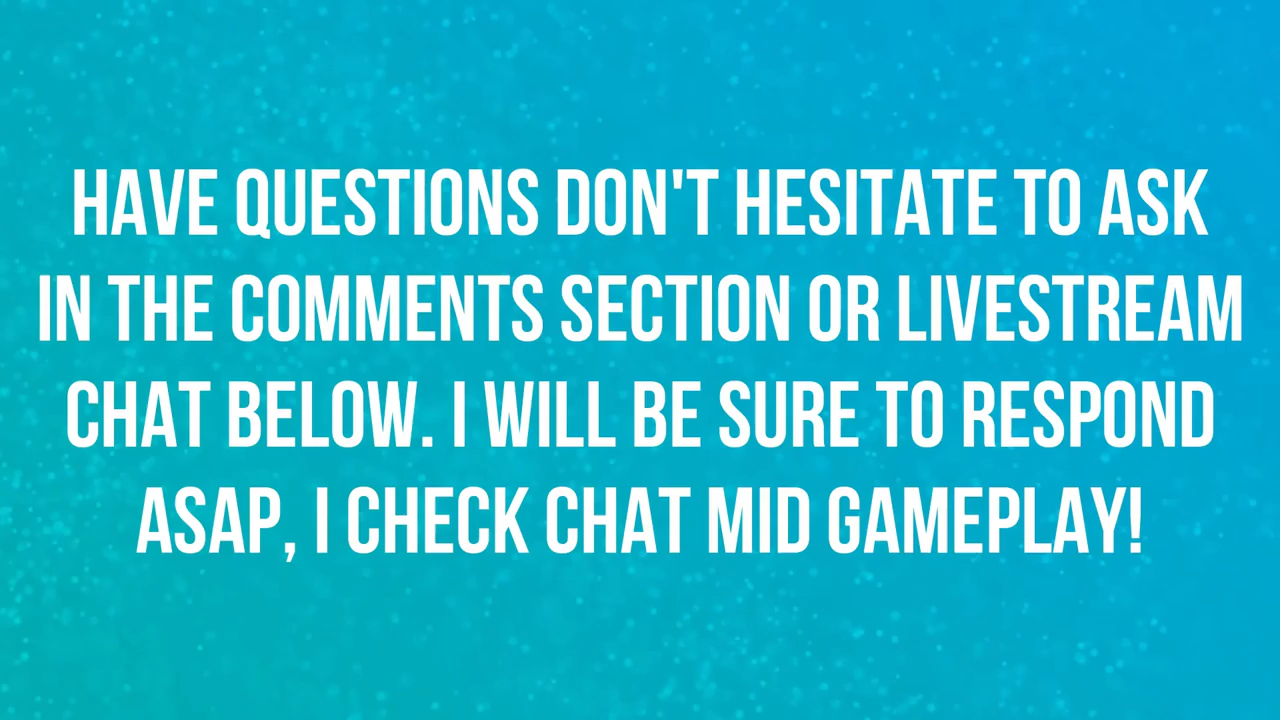 HAVE QUESTIONS DON'T HESITATE TO ASK
IN THE COMMENTS SECTION OR LIVESTREAM
CHAT BELOW. I WILL BE SURE TO RESPOND
ASAP, I CHECK CHAT MID GAMEPLAY!